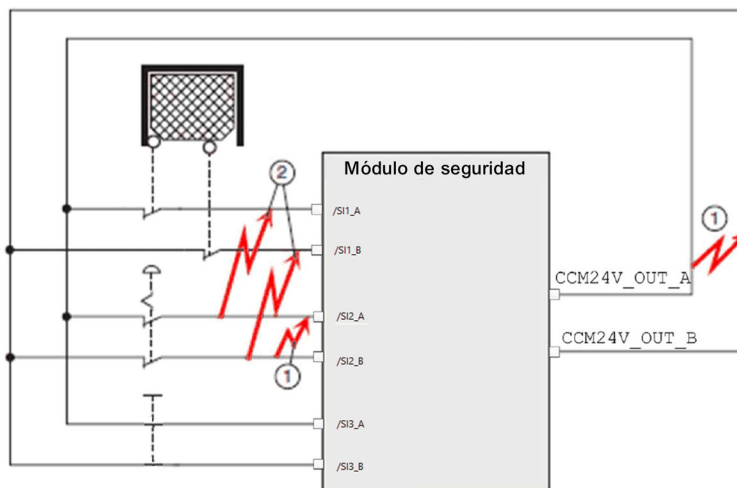 Módulo de seguridad
2
/SI1_A
1
/SI1_B
CCM24V_OUT_A
/SI2_A
CCM24V_OUT_B
/SI2_B
1
/SI3_A
/SI3_B